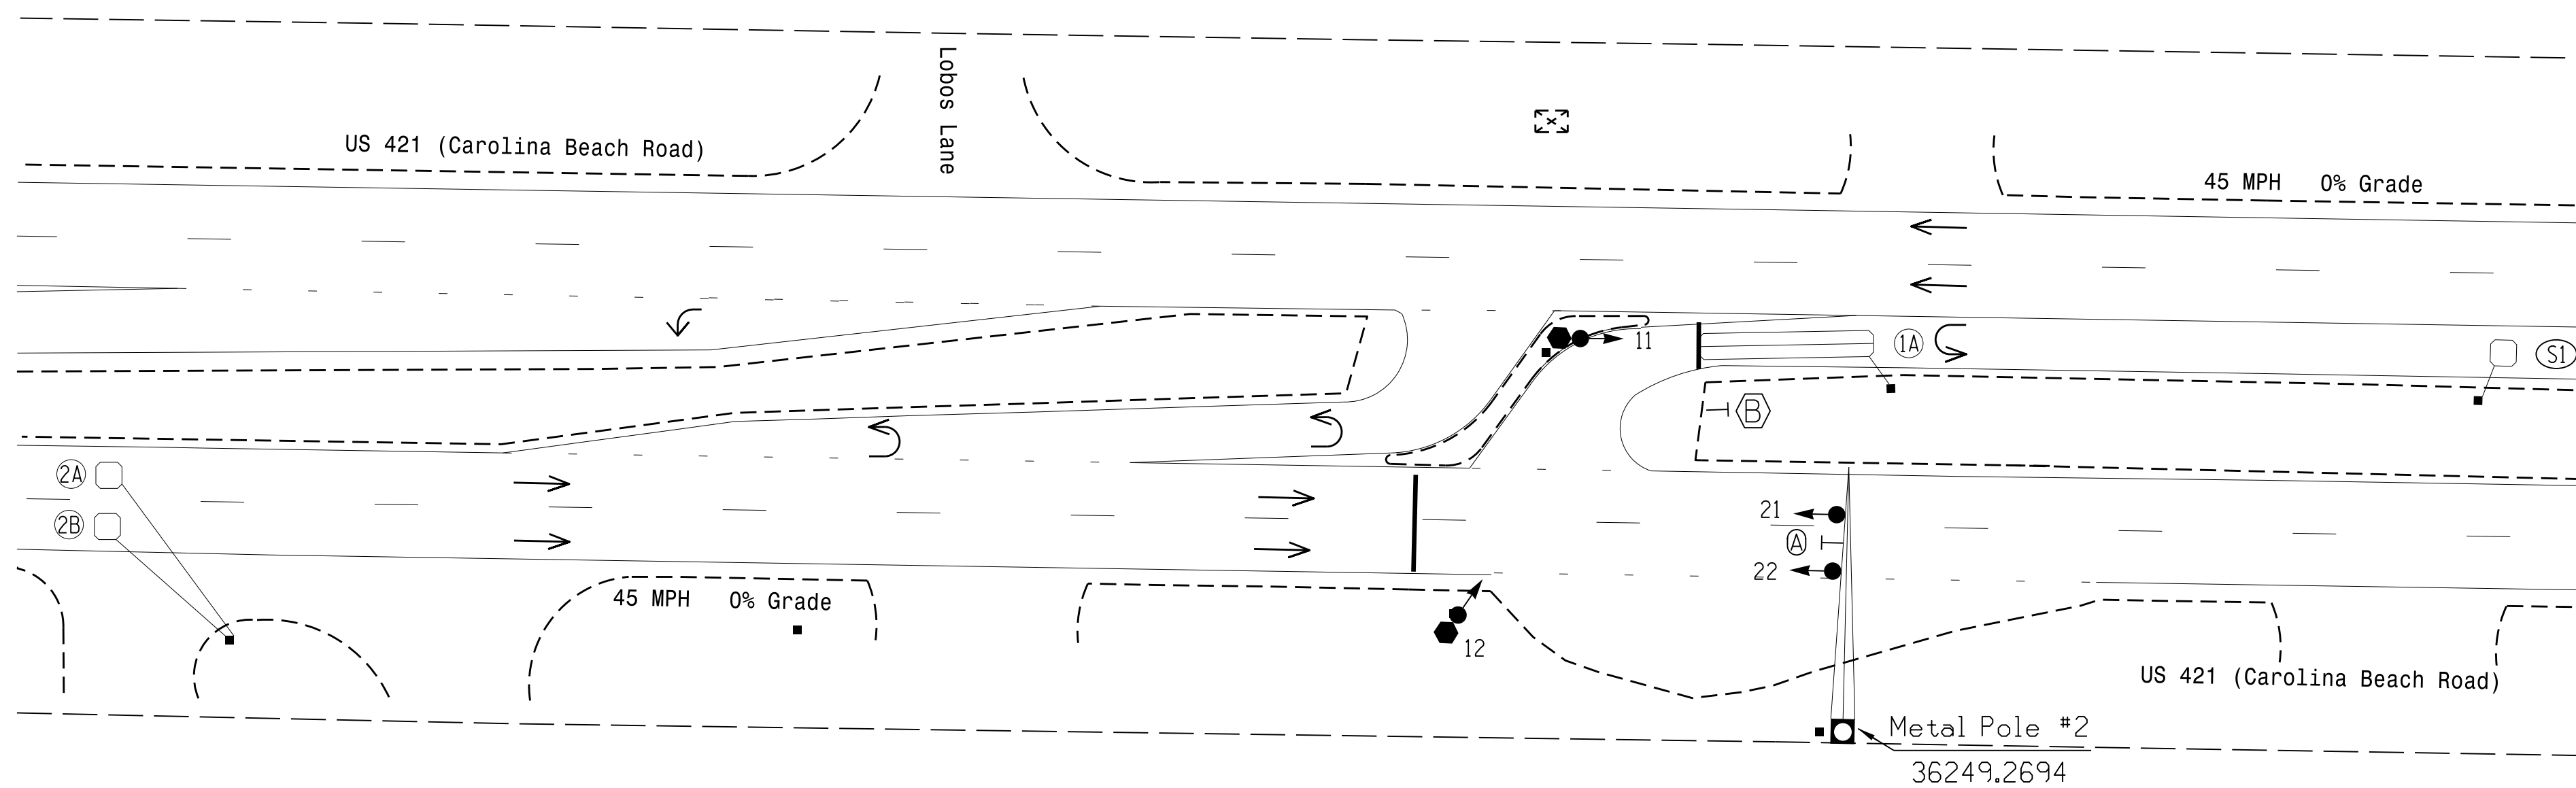 Lobos Lane
US 421 (Carolina Beach Road)
45 MPH 0% Grade
11
1A
S1
B
2A
2B
21
A
22
45 MPH 0% Grade
12
US 421 (Carolina Beach Road)
Metal Pole #2
36249.2694